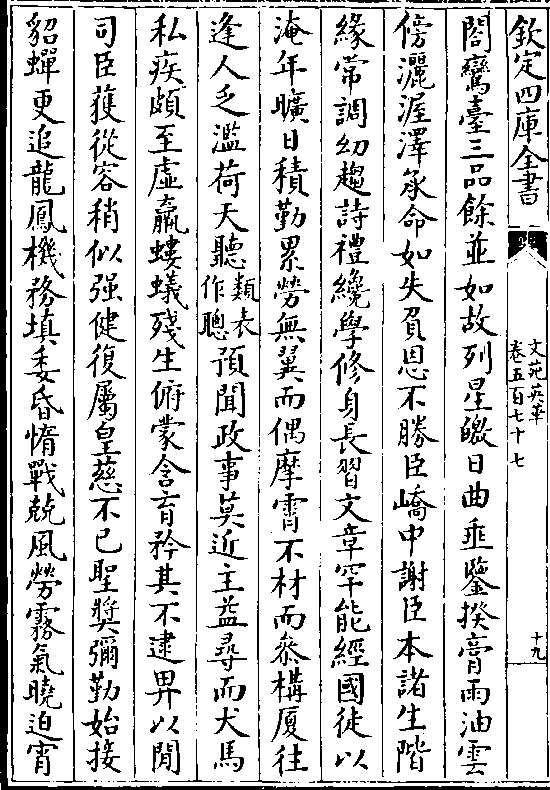 欽定四庫全書
文苑英華
卷五百七十七
十九
閤鸞臺三品餘並如故列星皦日曲垂鑒揆膏雨油雲
傍灑渥澤承命如失負恩不勝臣嶠中謝臣本諸生階
緣常調幼趨詩禮纔學修身長習文章罕能經國徒以
淹年曠日積勤累勞無翼而偶摩霄不材而叅構厦往
逢人乏濫荷天聽類表作聰預聞政事莫近主益尋而犬馬
私疾頗至虛羸螻蟻殘生俯蒙含育矜其不逮畀以閒
司臣獲從容稍似强健復屬皇慈不已聖奬彌勤始接
貂蟬更追龍鳳機務填委昏惰戰兢風勞霧氣曉迫宵